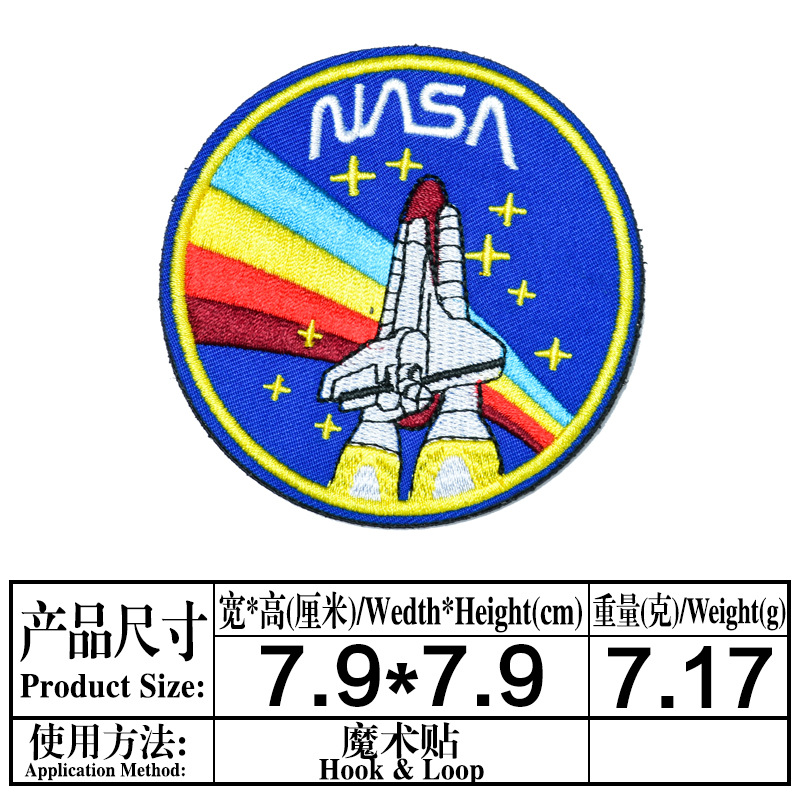 NASA
宽*高(厘米)/Wedth*Height(cm)
重量(克)/Weight(g)
产品尺寸
Product Size:
7.9*7.9
7.17
使用方法:
Application Method:
魔术贴
Hook & Loop